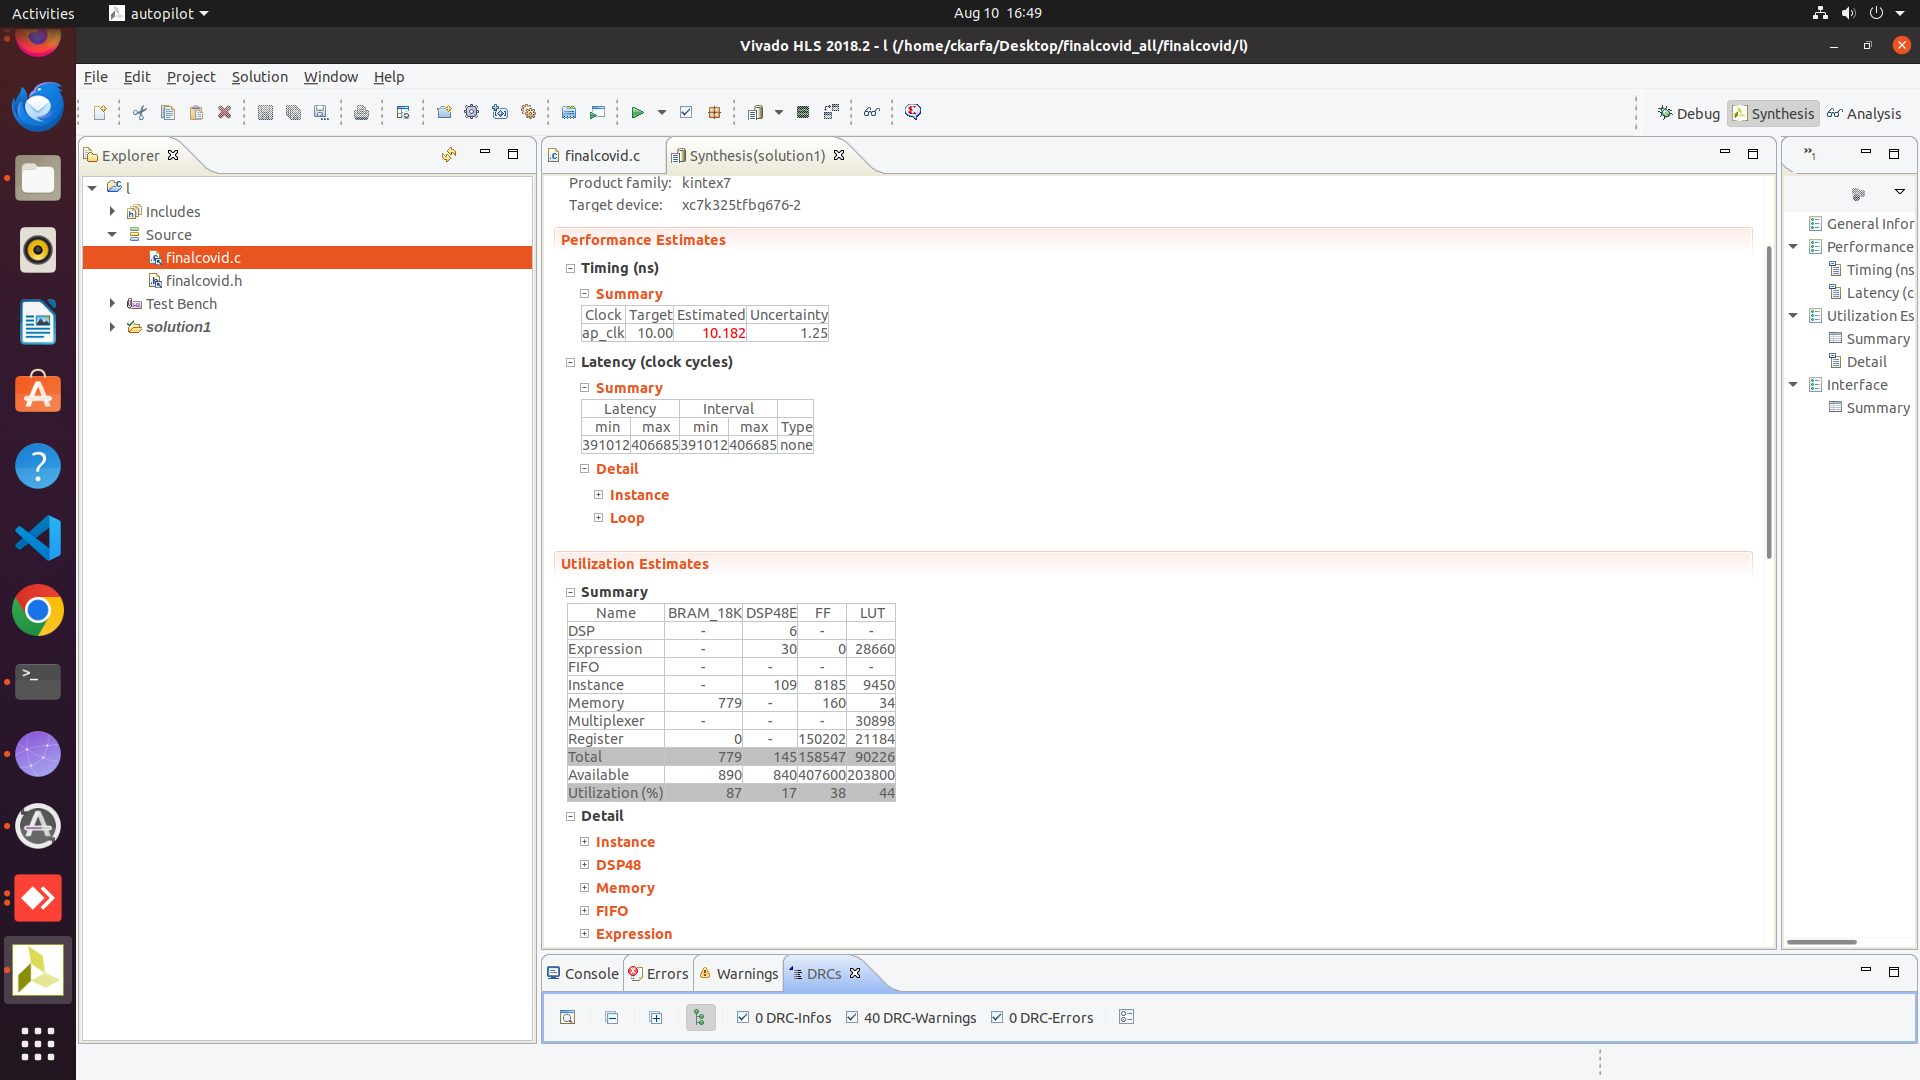 Activities autopilot Aug 10 16:49
Vivado HLS 2018.2 - l (/home/ckarfa/Desktop/finalcovid_all/finalcovid/l)
File Edit Project Solution Window Help
Debug Synthesis Analysis
Explorer
l
Includes
Source
finalcovid.c
finalcovid.h
Test Bench
solution1
finalcovid.c Synthesis(solution1)
Product family: kintex7
Target device: xc7k325tfbg676-2
Performance Estimates
Timing (ns)
Summary
Clock Target Estimated Uncertainty
ap_clk 10.00 10.182 1.25
Latency (clock cycles)
Summary
Latency Interval
min max min max Type
391012 406685 391012 406685 none
Detail
Instance
Loop
Utilization Estimates
Summary
Name BRAM_18K DSP48E FF LUT
DSP - 6 - -
Expression - 30 0 28660
FIFO - - - -
Instance - 109 8185 9450
Memory 779 - 160 34
Multiplexer - - - 30898
Register 0 - 150202 21184
Total 779 145 158547 90226
Available 890 840 407600 203800
Utilization (%) 87 17 38 44
Detail
Instance
DSP48
Memory
FIFO
Expression
»1
General Infor
Performance
Timing (ns
Latency (c
Utilization Es
Summary
Detail
Interface
Summary
Console Errors Warnings DRCs
0 DRC-Infos 40 DRC-Warnings 0 DRC-Errors